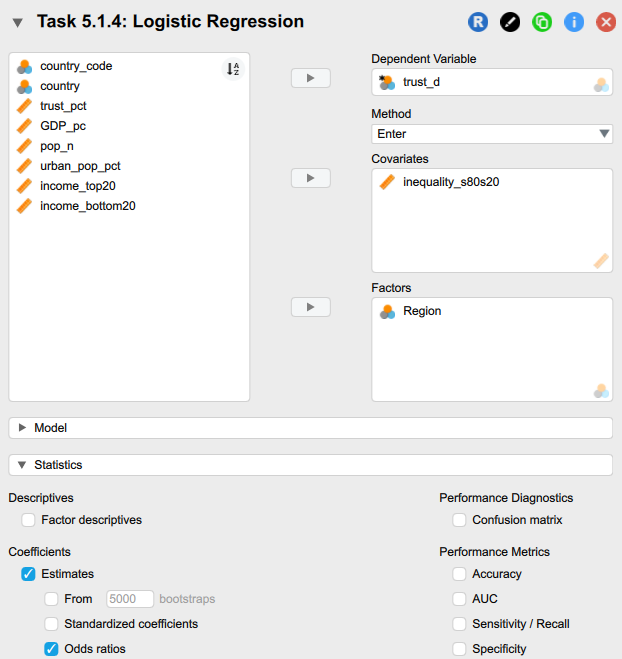 Task 5.1.4: Logistic Regression
R
i
country_code
country
trust_pct
GDP_pc
pop_n
urban_pop_pct
income_top20
income_bottom20
A
Z
Dependent Variable
trust_d
Method
Enter
Covariates
inequality_s80s20
Factors
Region
Model
Statistics
Descriptives
Factor descriptives
Coefficients
Estimates
From 5000 bootstraps
Standardized coefficients
Odds ratios
Performance Diagnostics
Confusion matrix
Performance Metrics
Accuracy
AUC
Sensitivity / Recall
Specificity